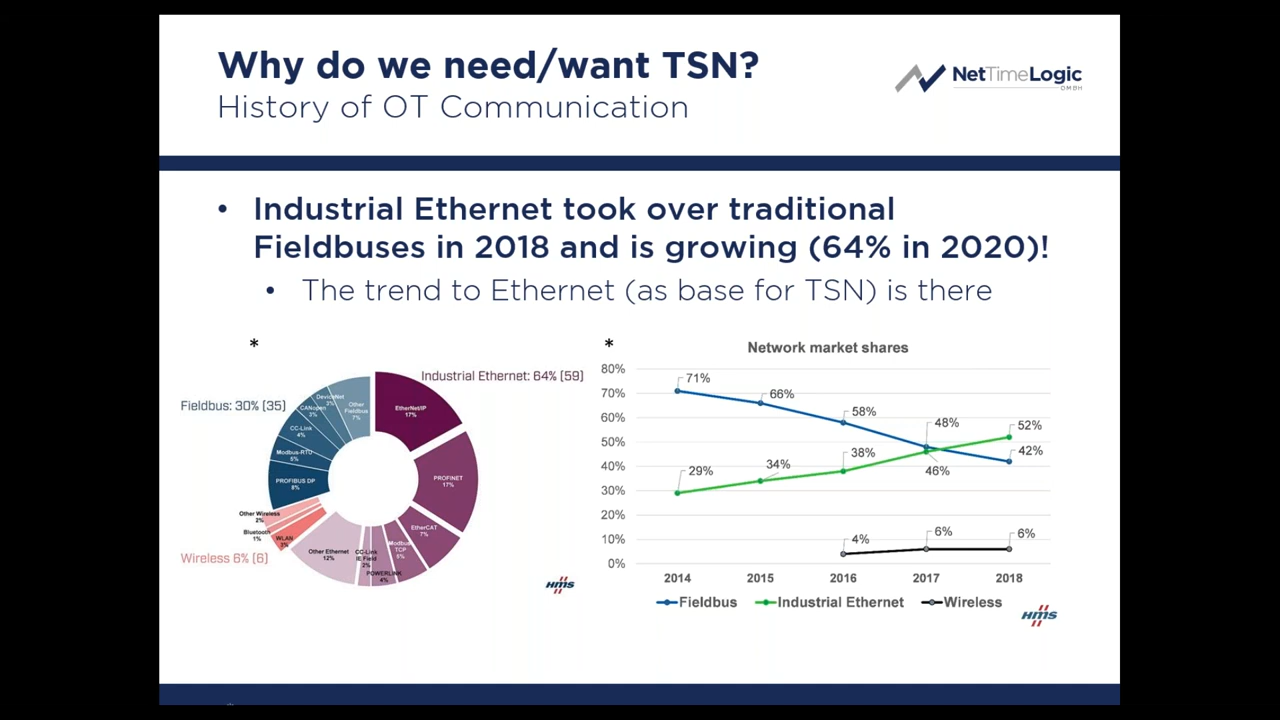 Why do we need/want TSN?
History of OT Communication
NetTimeLogic
GMBH
• Industrial Ethernet took over traditional
Fieldbuses in 2018 and is growing (64% in 2020)!
• The trend to Ethernet (as base for TSN) is there
*
Industrial Ethernet: 64% (59)
Fieldbus: 30% (35)
Wireless 6% (6)
EtherNet/IP
17%
PROFINET
17%
EtherCAT
7%
Modbus
TCP
5%
POWERLINK
4%
CC-Link
IE Field
2%
Other Ethernet
12%
WLAN
3%
Bluetooth
1%
Other Wireless
2%
PROFIBUS DP
8%
Modbus-RTU
5%
CC-Link
4%
CANopen
3%
DeviceNet
3%
Other
Fieldbus
7%
HMS
*
Network market shares
80%
70%
60%
50%
40%
30%
20%
10%
0%
71%
66%
58%
48%
42%
29%
34%
38%
46%
52%
4%
6%
6%
2014 2015 2016 2017 2018
Fieldbus Industrial Ethernet Wireless
HMS